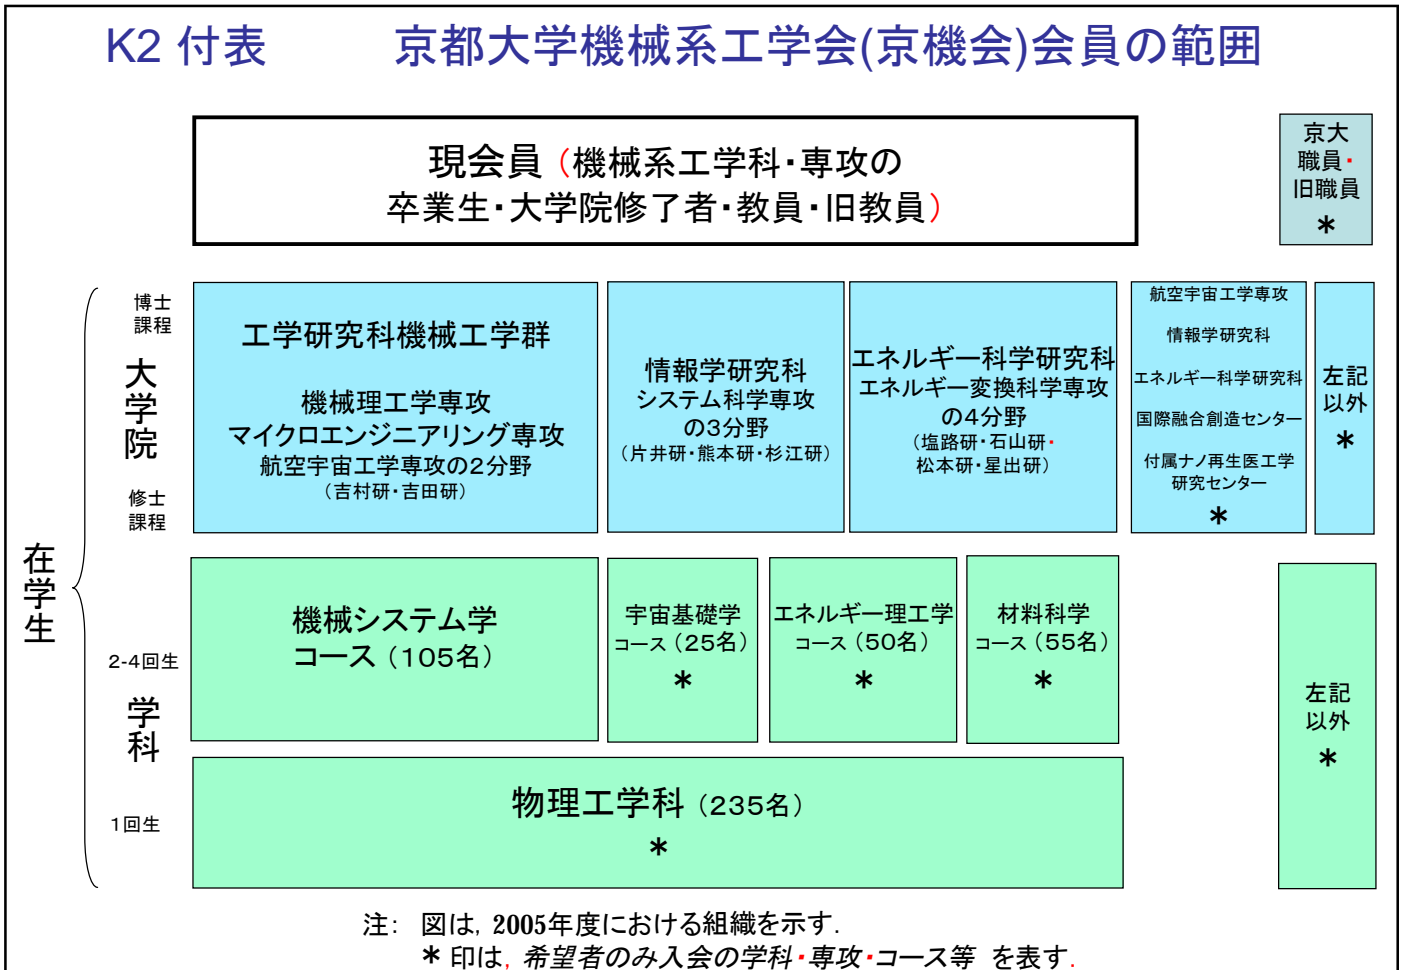 K2 付表 京都大学機械系工学会(京機会)会員の範囲
現会員（機械系工学科・専攻の
卒業生・大学院修了者・教員・旧教員）
京大
職員・
旧職員
*
在学生
大学院
博士
課程
修士
課程
工学研究科機械工学群
機械理工学専攻
マイクロエンジニアリング専攻
航空宇宙工学専攻の2分野
（吉村研・吉田研）
情報学研究科
システム科学専攻
の3分野
（片井研・熊本研・杉江研）
エネルギー科学研究科
エネルギー変換科学専攻
の4分野
（塩路研・石山研・
松本研・星出研）
航空宇宙工学専攻
情報学研究科
エネルギー科学研究科
国際融合創造センター
付属ナノ再生医工学
研究センター
*
左記
以外
*
学科
2-4回生
機械システム学
コース（105名）
宇宙基礎学
コース（25名）
*
エネルギー理工学
コース（50名）
*
材料科学
コース（55名）
*
左記
以外
*
1回生
物理工学科（235名）
*
注: 図は, 2005年度における組織を示す.
* 印は, 希望者のみ入会の学科・専攻・コース等 を表す.